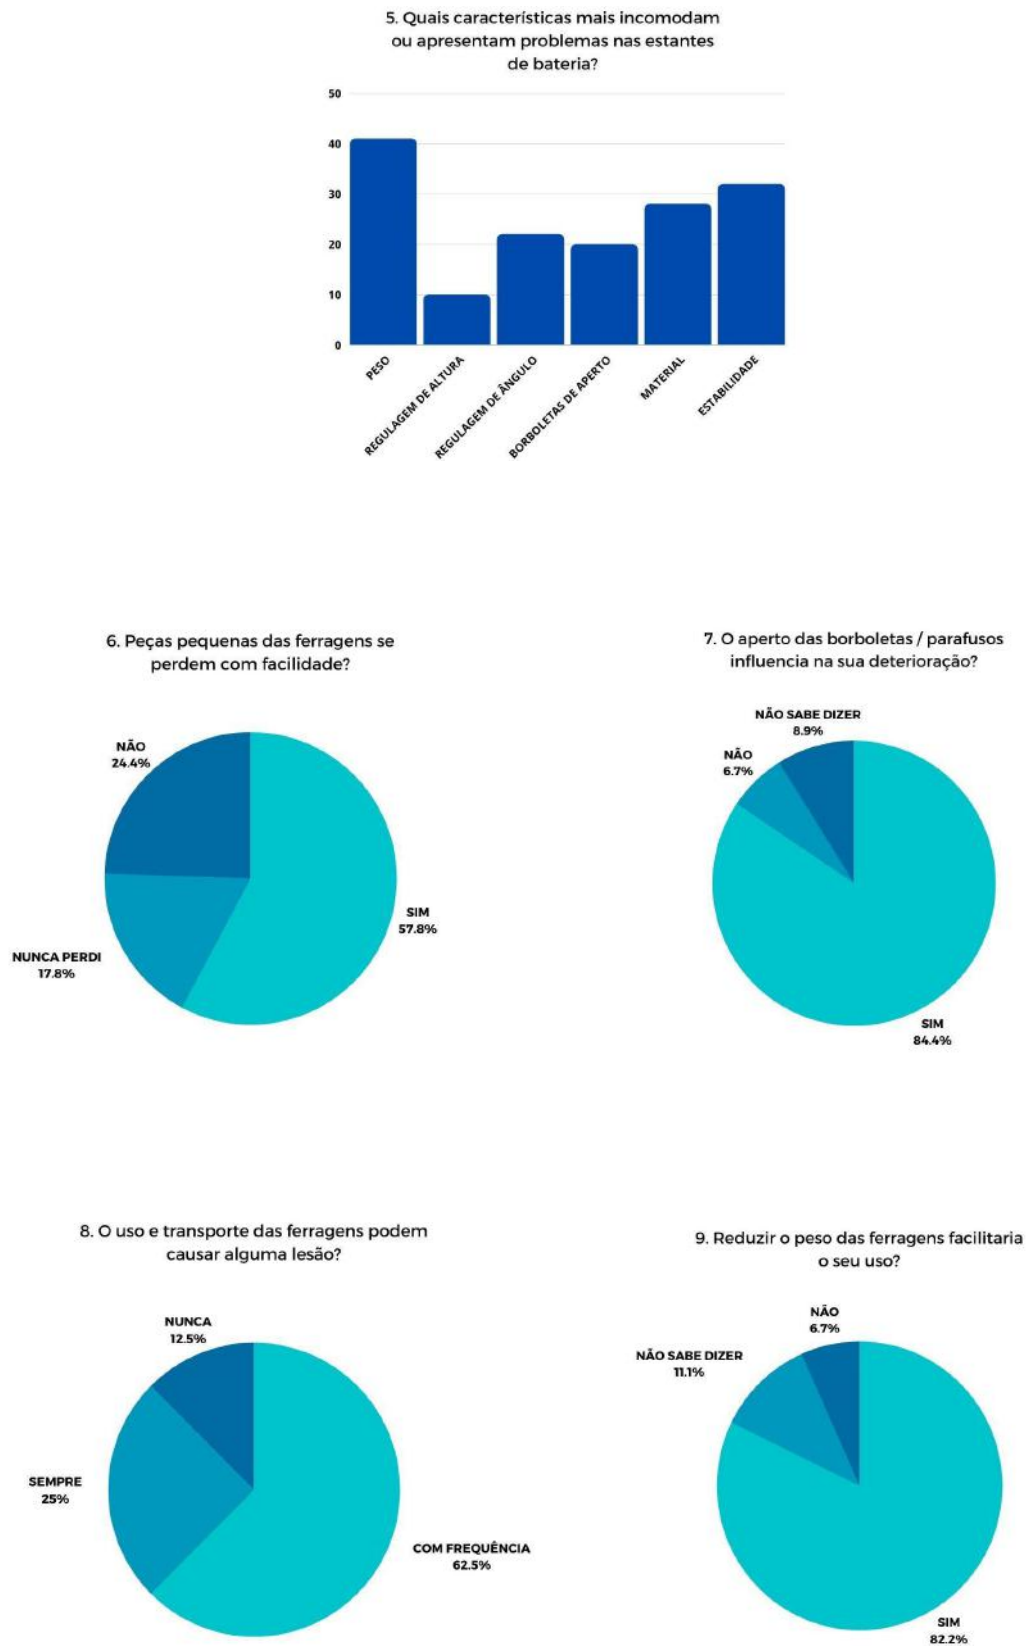 5. Quais características mais incomodam
ou apresentam problemas nas estantes
de bateria?
50
40
30
20
10
0
PESO
REGULAGEM DE ALTURA
REGULAGEM DE ÂNGULO
BORBOLETAS DE APERTO
MATERIAL
ESTABILIDADE
6. Peças pequenas das ferragens se
perdem com facilidade?
NÃO
24.4%
SIM
57.8%
NUNCA PERDI
17.8%
7. O aperto das borboletas / parafusos
influencia na sua deterioração?
NÃO SABE DIZER
8.9%
NÃO
6.7%
SIM
84.4%
8. O uso e transporte das ferragens podem
causar alguma lesão?
NUNCA
12.5%
SEMPRE
25%
COM FREQUÊNCIA
62.5%
9. Reduzir o peso das ferragens facilitaria
o seu uso?
NÃO
6.7%
NÃO SABE DIZER
11.1%
SIM
82.2%